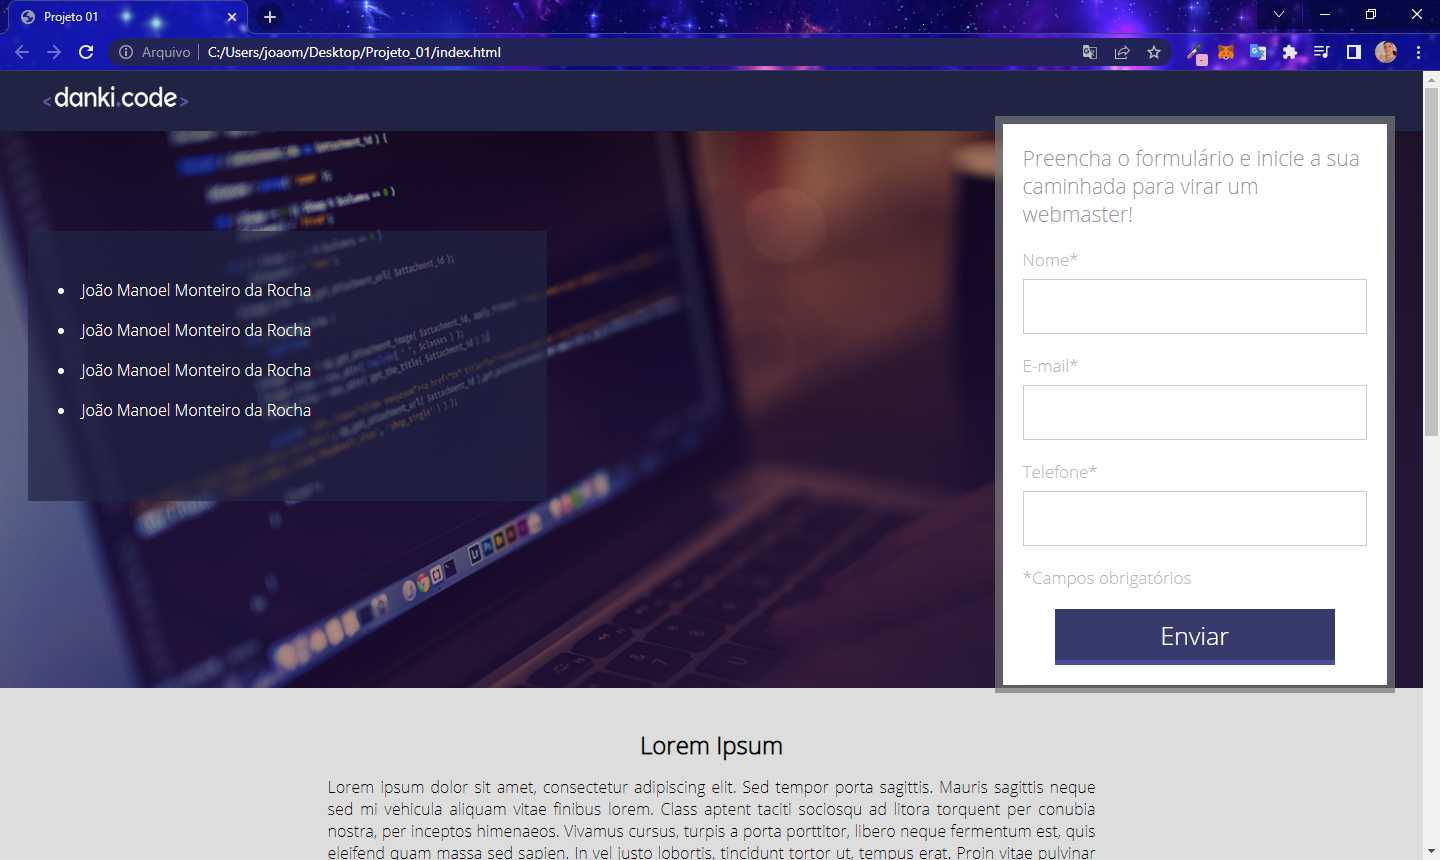 Projeto 01
Arquivo
C:/Users/joaom/Desktop/Projeto_01/index.html
<danki.code>
João Manoel Monteiro da Rocha
João Manoel Monteiro da Rocha
João Manoel Monteiro da Rocha
João Manoel Monteiro da Rocha
Preencha o formulário e inicie a sua
caminhada para virar um
webmaster!
Nome*
E-mail*
Telefone*
*Campos obrigatórios
Enviar
Lorem Ipsum
Lorem ipsum dolor sit amet, consectetur adipiscing elit. Sed tempor porta sagittis. Mauris sagittis neque
sed mi vehicula aliquam vitae finibus lorem. Class aptent taciti sociosqu ad litora torquent per conubia
nostra, per inceptos himenaeos. Vivamus cursus, turpis a porta porttitor, libero neque fermentum est, quis
eleifend quam massa sed sapien. In vel justo lobortis, tincidunt tortor ut, tempus erat. Proin vitae pulvinar